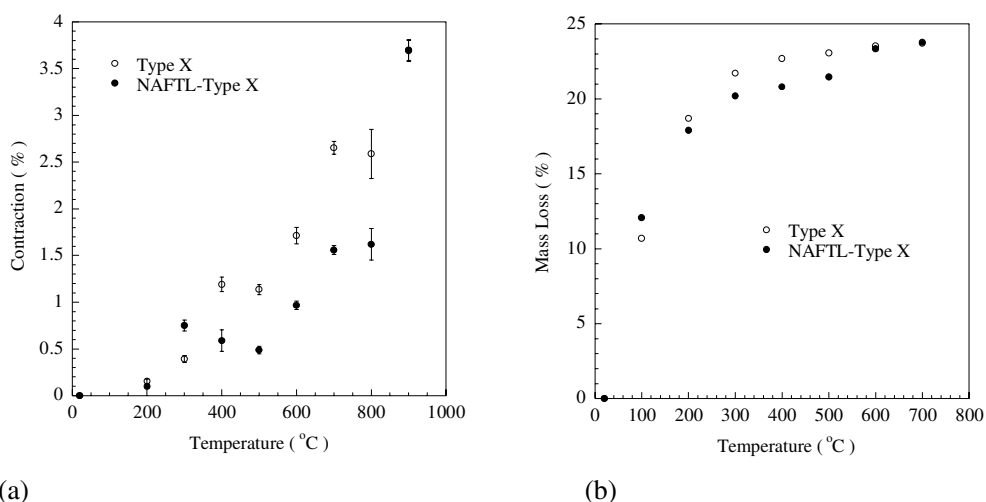 4
3.5
3
2.5
2
1.5
1
0.5
0
Contraction ( % )
Type X
NAFTL-Type X
0 200 400 600 800 1000
Temperature ( °C )
(a)
25
20
15
10
5
0
Mass Loss ( % )
Type X
NAFTL-Type X
0 100 200 300 400 500 600 700 800
Temperature ( °C )
(b)